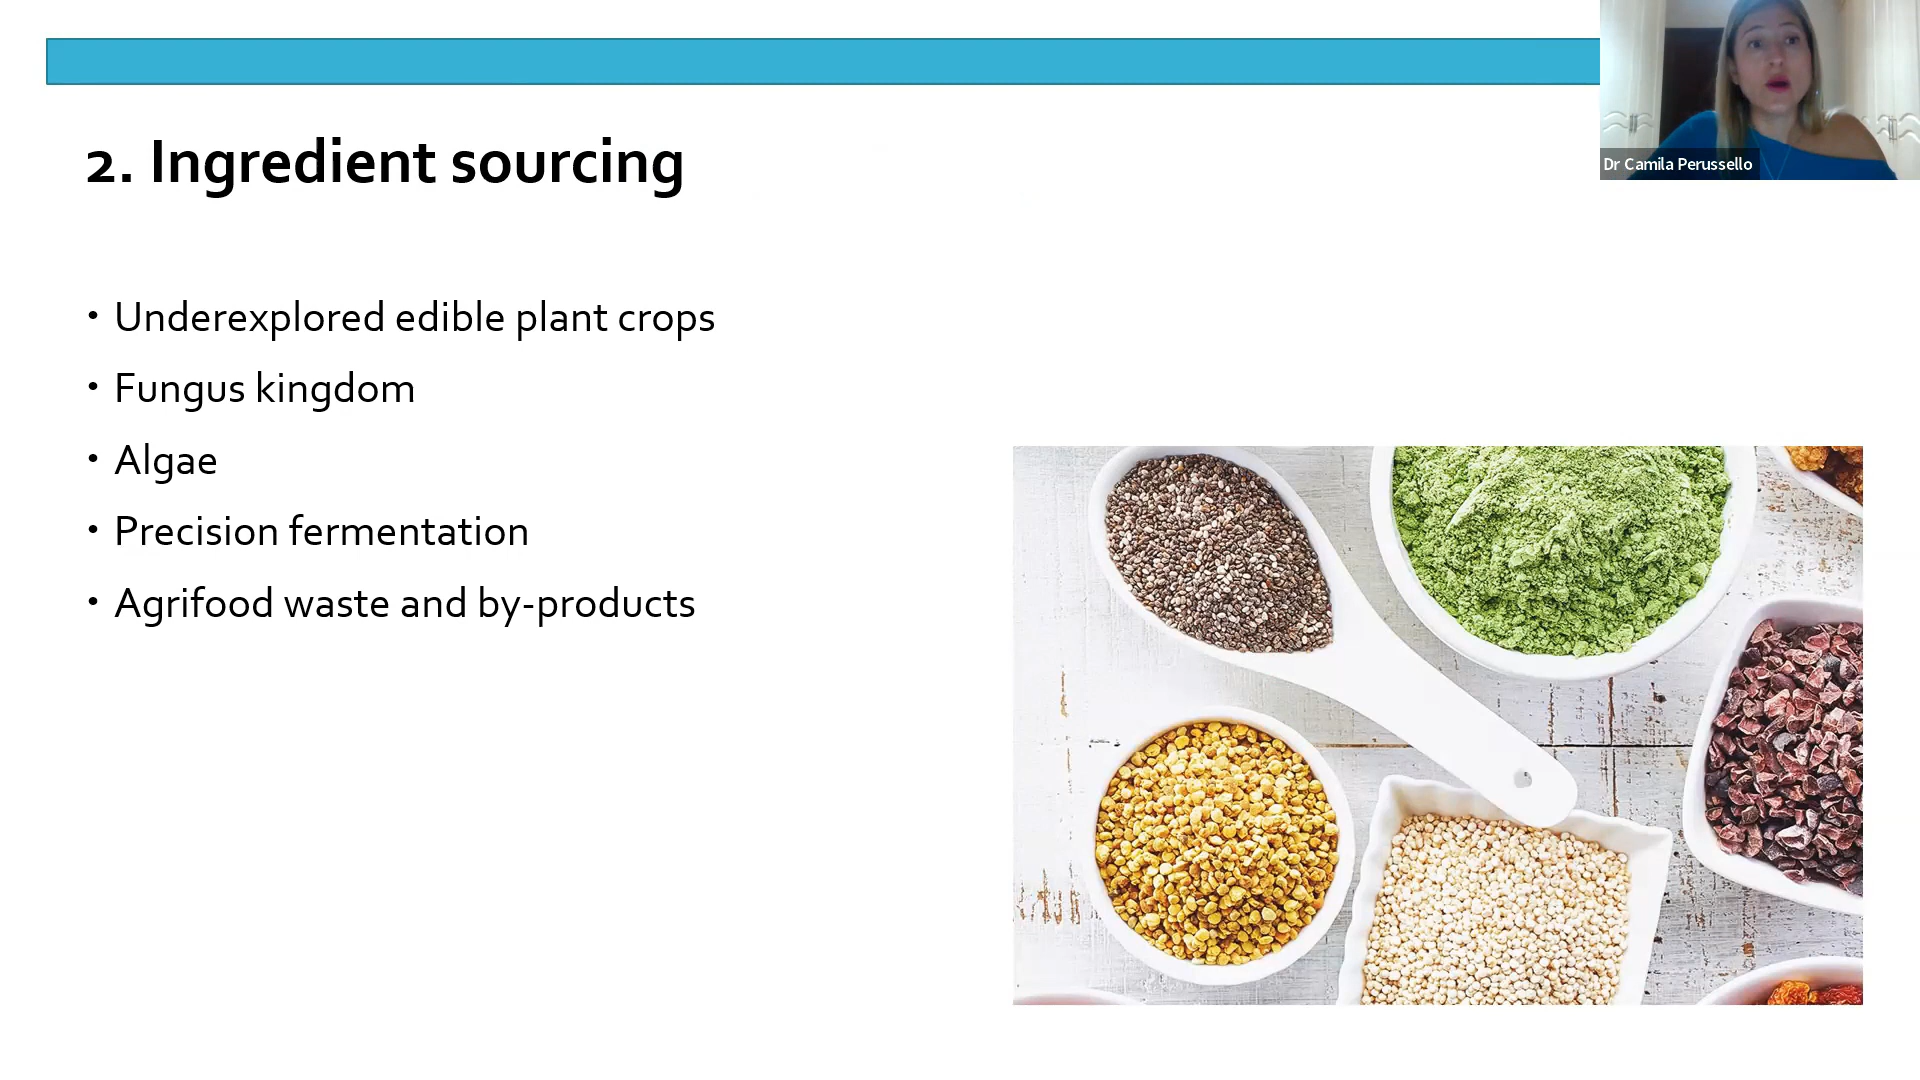 2. Ingredient sourcing
• Underexplored edible plant crops
• Fungus kingdom
• Algae
• Precision fermentation
• Agrifood waste and by-products
Dr Camila Perussello